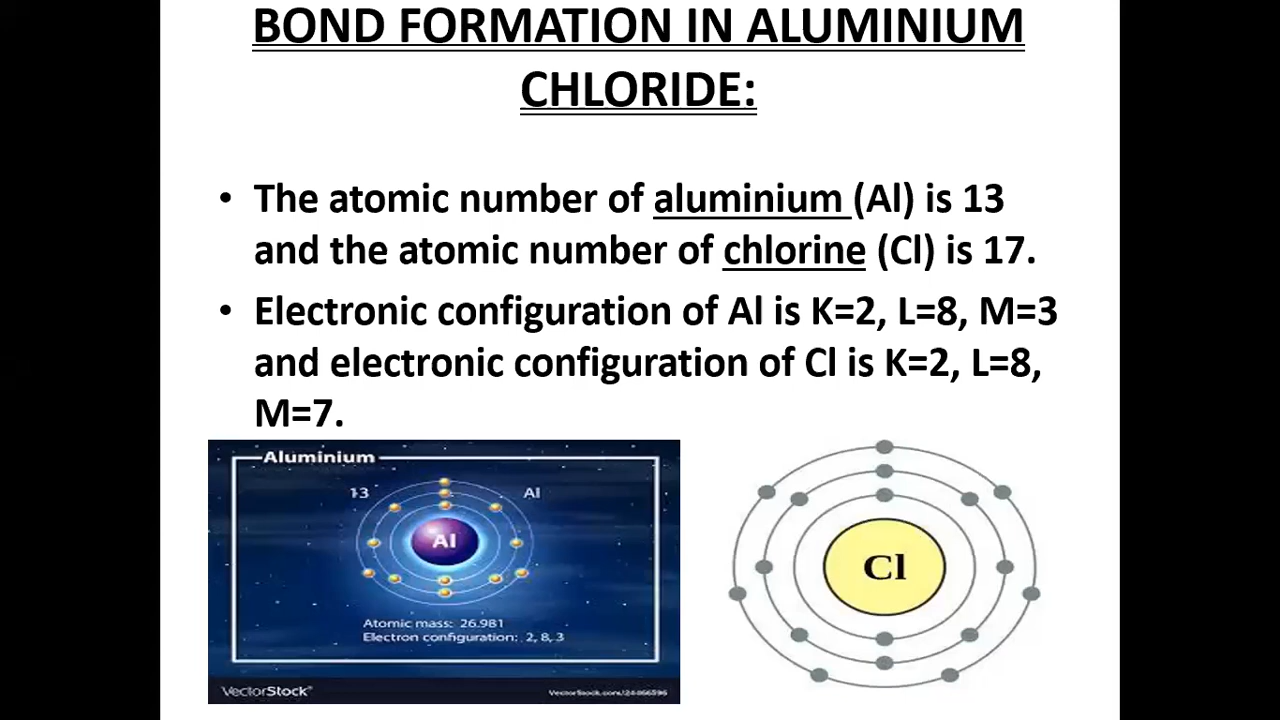 BOND FORMATION IN ALUMINIUM
CHLORIDE:
• The atomic number of aluminium (Al) is 13
and the atomic number of chlorine (Cl) is 17.
• Electronic configuration of Al is K=2, L=8, M=3
and electronic configuration of Cl is K=2, L=8,
M=7.
Aluminium
13 Al
Al
Atomic mass: 26.981
Electron configuration: 2, 8, 3
VectorStock®
Cl